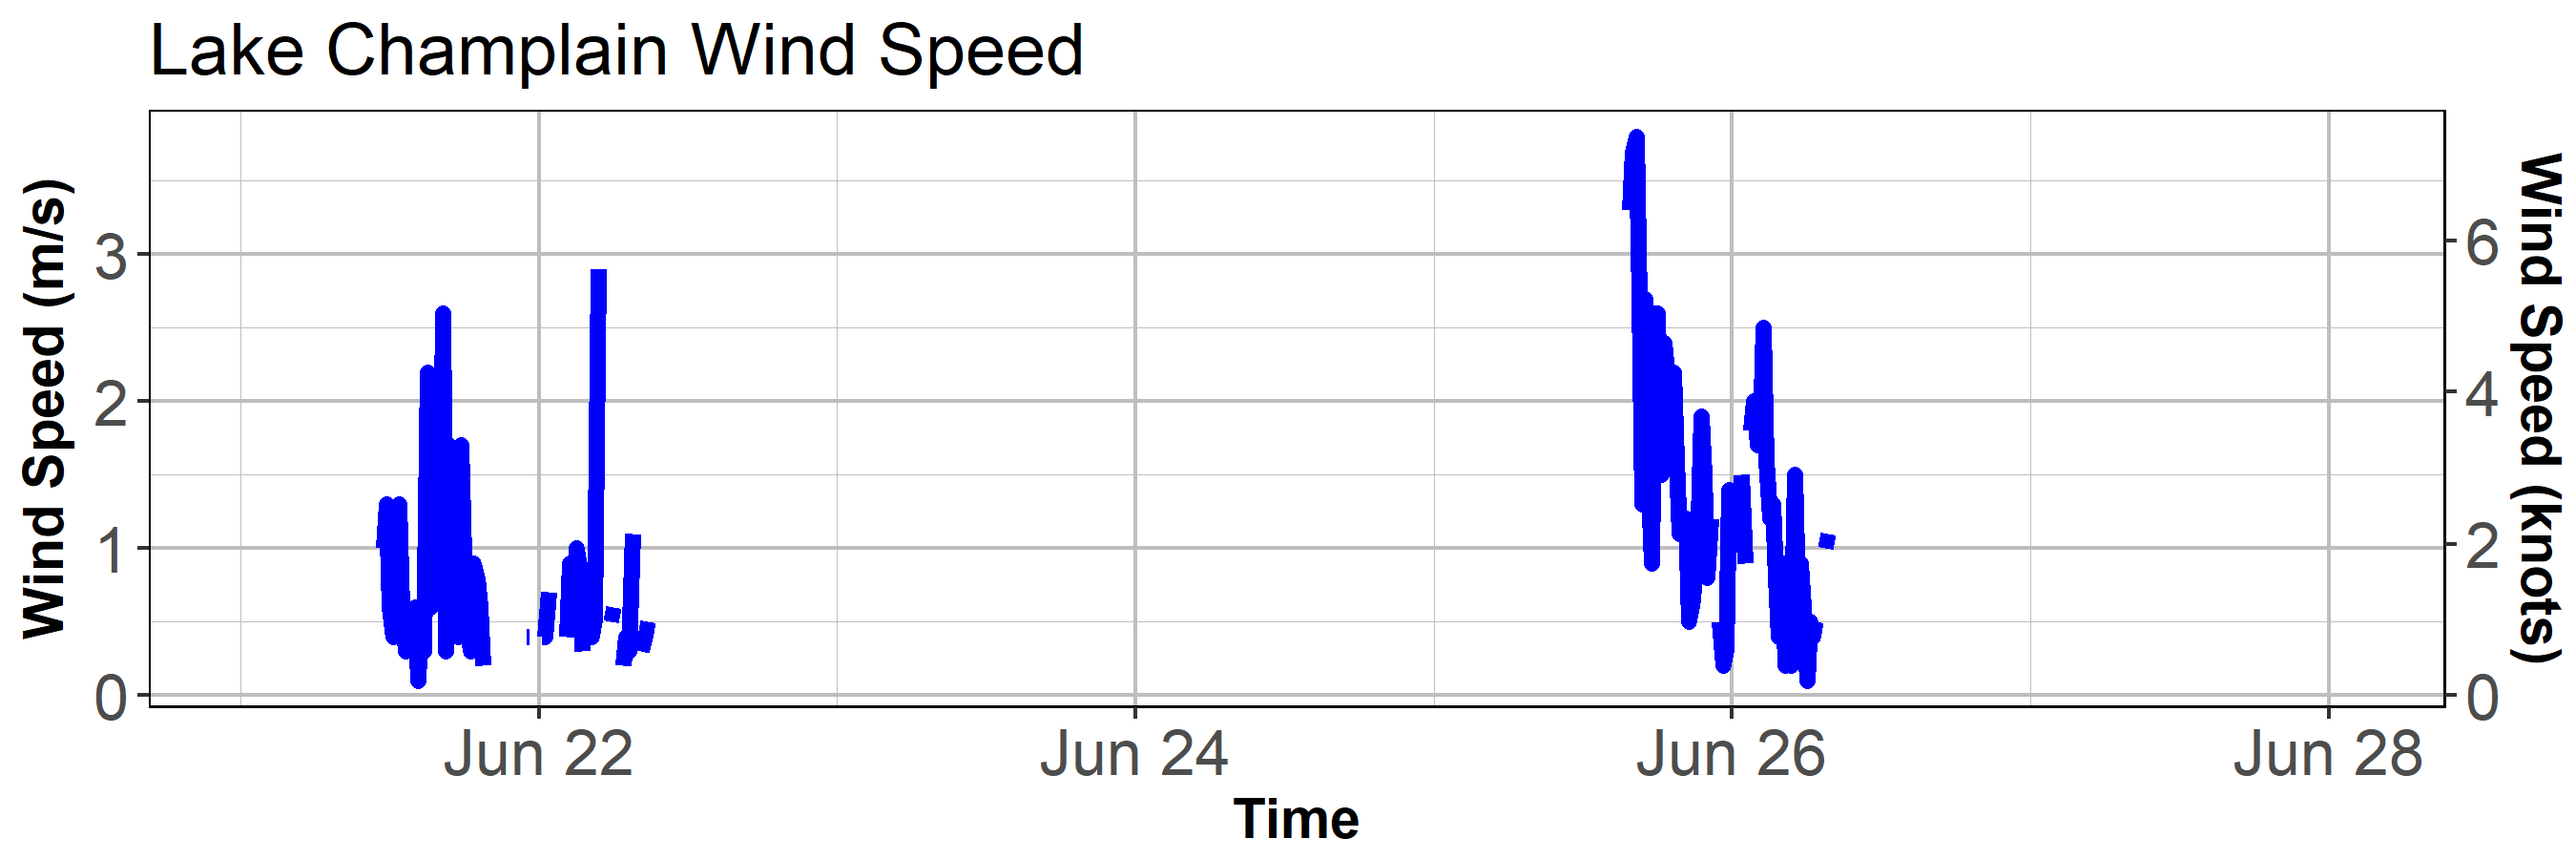 Lake Champlain Wind Speed
Wind Speed (m/s)
3
2
1
0
6
4
2
0
Wind Speed (knots)
Jun 22
Jun 24
Jun 26
Jun 28
Time